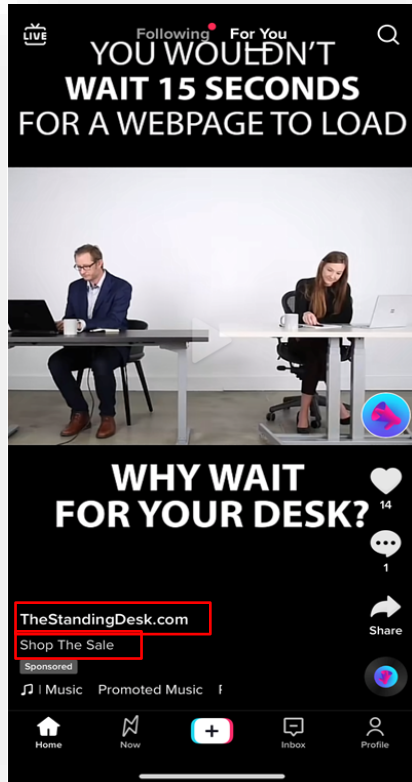 LIVE
Following For You
YOU WOULDN'T
WAIT 15 SECONDS
FOR A WEBPAGE TO LOAD
WHY WAIT
FOR YOUR DESK?
14
1
Share
TheStandingDesk.com
Shop The Sale
Sponsored
| Music Promoted Music
Home Now Inbox Profile